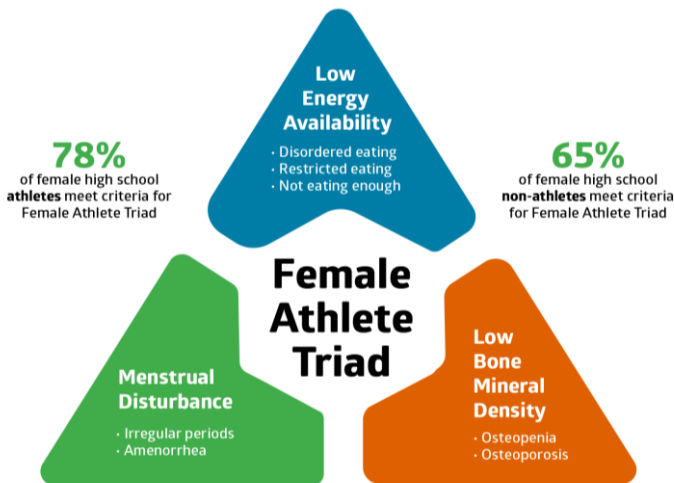 Low
Energy
Availability
· Disordered eating
· Restricted eating
· Not eating enough
78%
of female high school
athletes meet criteria for
Female Athlete Triad
65%
of female high school
non-athletes meet criteria
for Female Athlete Triad
Female
Athlete
Triad
Menstrual
Disturbance
· Irregular periods
· Amenorrhea
Low
Bone
Mineral
Density
· Osteopenia
· Osteoporosis